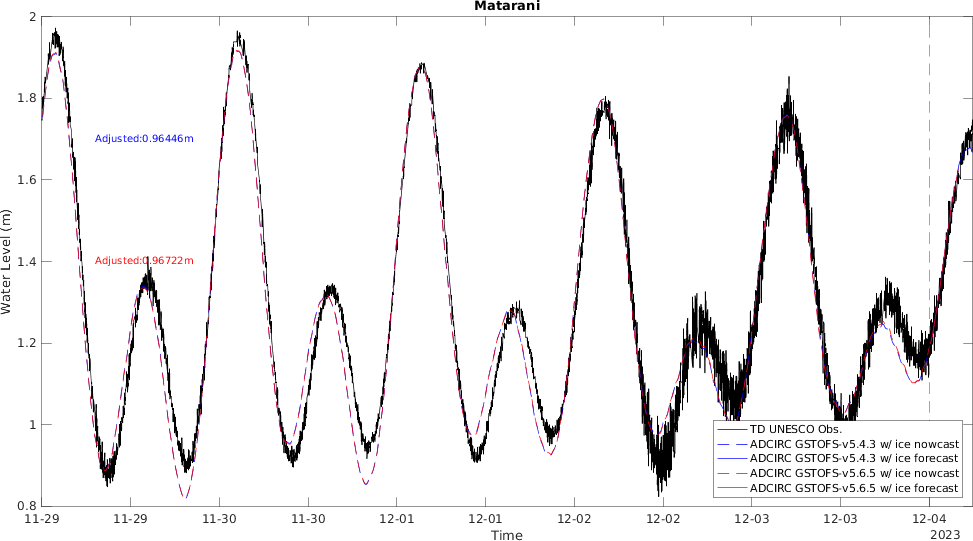 Matarani
2
1.8
1.6
1.4
1.2
1
0.8
Water Level (m)
Adjusted:0.96446m
Adjusted:0.96722m
TD UNESCO Obs.
ADCIRC GSTOFS-v5.4.3 w/ ice nowcast
ADCIRC GSTOFS-v5.4.3 w/ ice forecast
ADCIRC GSTOFS-v5.6.5 w/ ice nowcast
ADCIRC GSTOFS-v5.6.5 w/ ice forecast
11-29 11-29 11-30 11-30 12-01 12-01 12-02 12-02 12-03 12-03 12-04
Time
2023